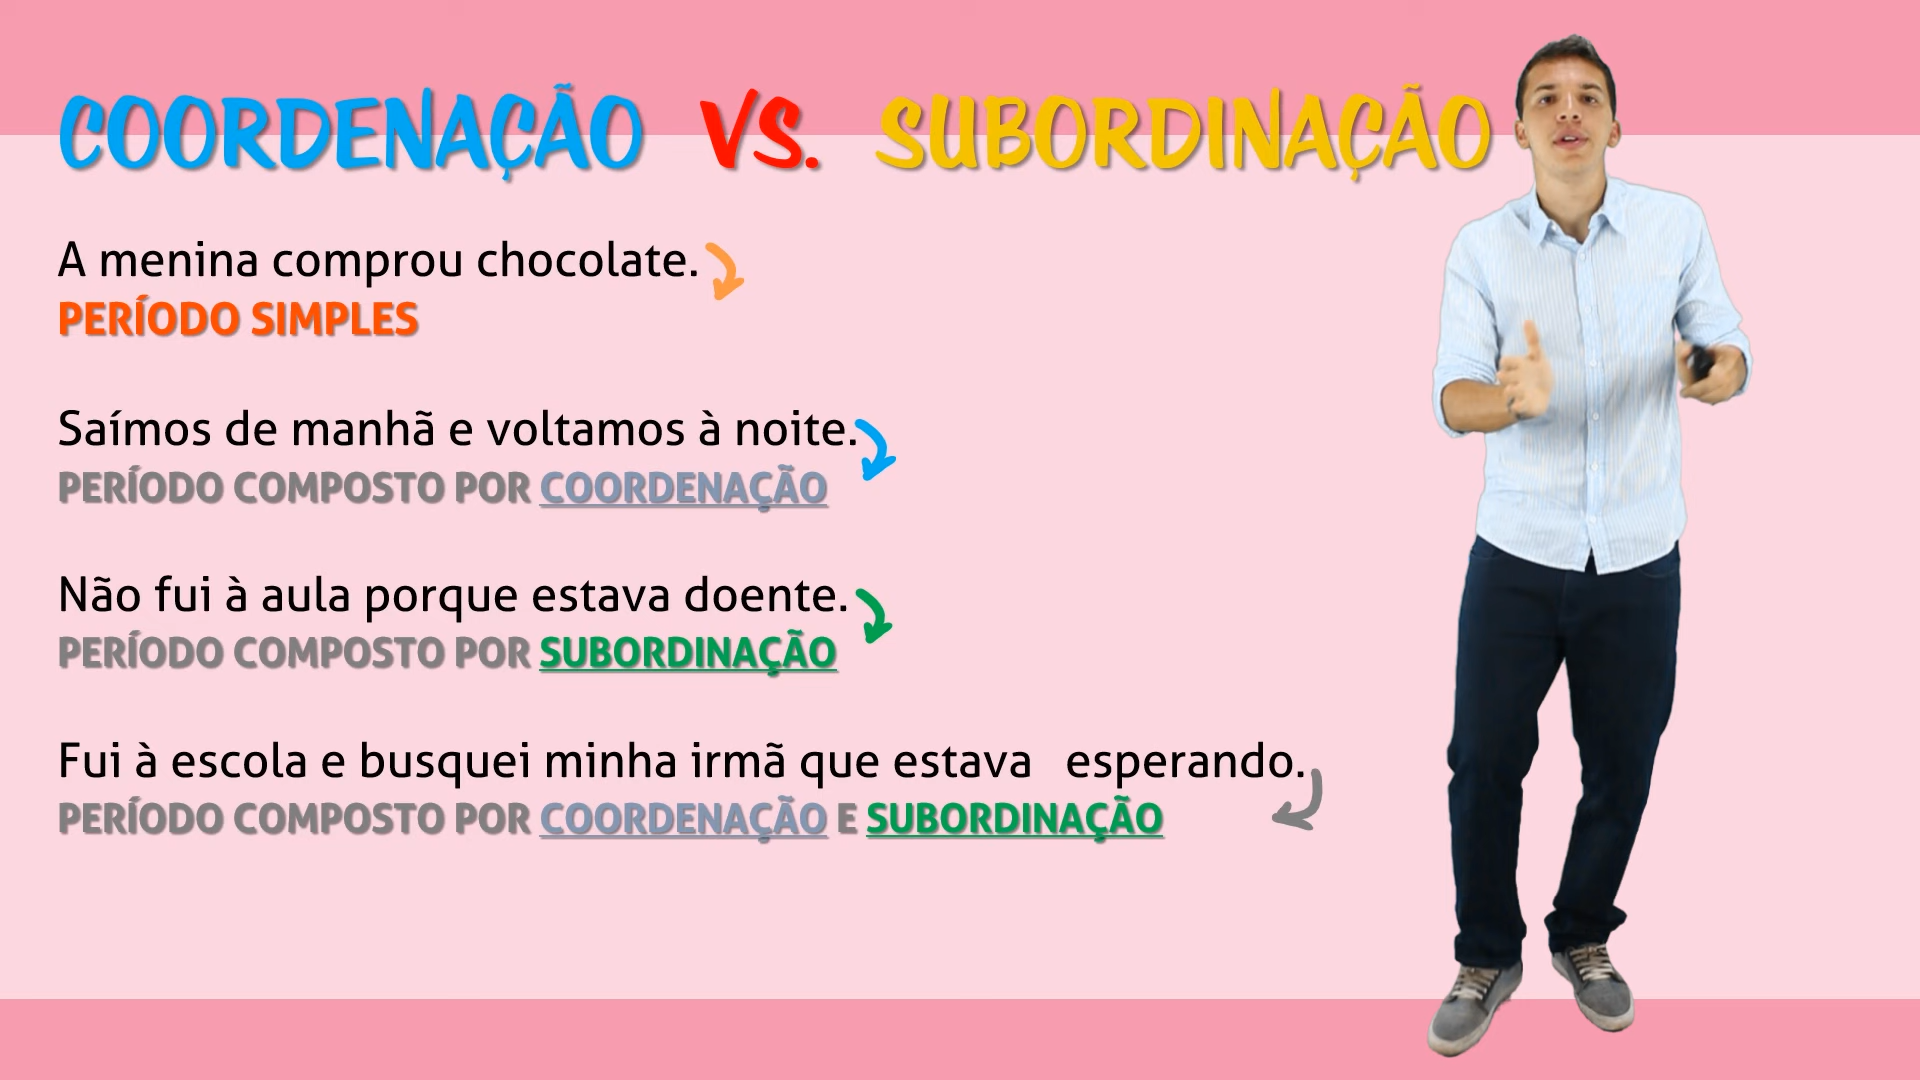 COORDENAÇÃO VS. SUBORDINAÇÃO
A menina comprou chocolate.
PERÍODO SIMPLES
Saímos de manhã e voltamos à noite.
PERÍODO COMPOSTO POR COORDENAÇÃO
Não fui à aula porque estava doente.
PERÍODO COMPOSTO POR SUBORDINAÇÃO
Fui à escola e busquei minha irmã que estava esperando.
PERÍODO COMPOSTO POR COORDENAÇÃO E SUBORDINAÇÃO